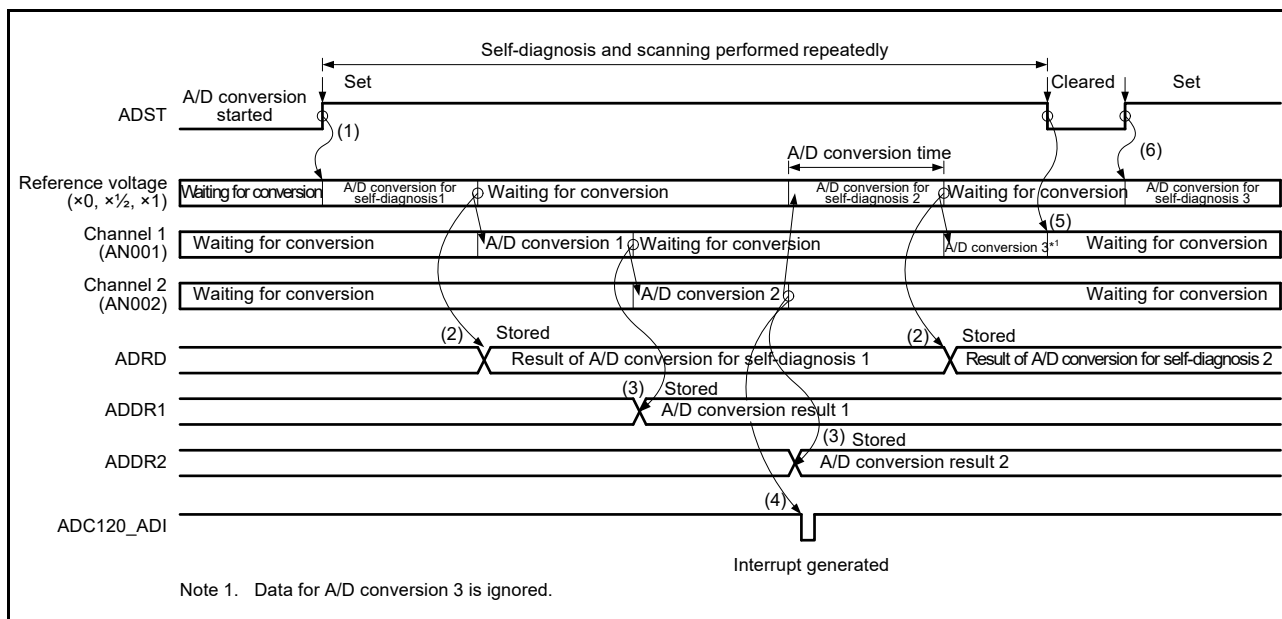 Self-diagnosis and scanning performed repeatedly
Set
Cleared
Set
A/D conversion
started
ADST
(1)
(6)
A/D conversion time
Reference voltage
(×0, ×½, ×1)
Waiting for conversion
A/D conversion for
self-diagnosis1
Waiting for conversion
A/D conversion for
self-diagnosis 2
Waiting for conversion
A/D conversion for
self-diagnosis 3
(5)
Channel 1
(AN001)
Waiting for conversion
A/D conversion 1
Waiting for conversion
A/D conversion 3*1
Waiting for conversion
Channel 2
(AN002)
Waiting for conversion
A/D conversion 2
Waiting for conversion
(2)
Stored
(2)
Stored
ADRD
Result of A/D conversion for self-diagnosis 1
Result of A/D conversion for self-diagnosis 2
(3)
Stored
ADDR1
A/D conversion result 1
(3)
Stored
ADDR2
A/D conversion result 2
(4)
ADC120_ADI
Interrupt generated
Note 1. Data for A/D conversion 3 is ignored.